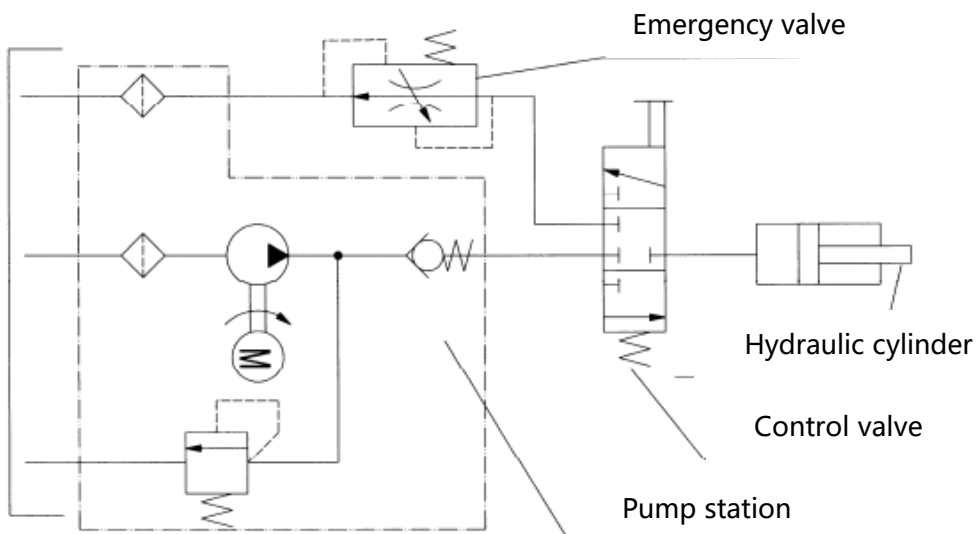 Emergency valve
M
Hydraulic cylinder
Control valve
Pump station